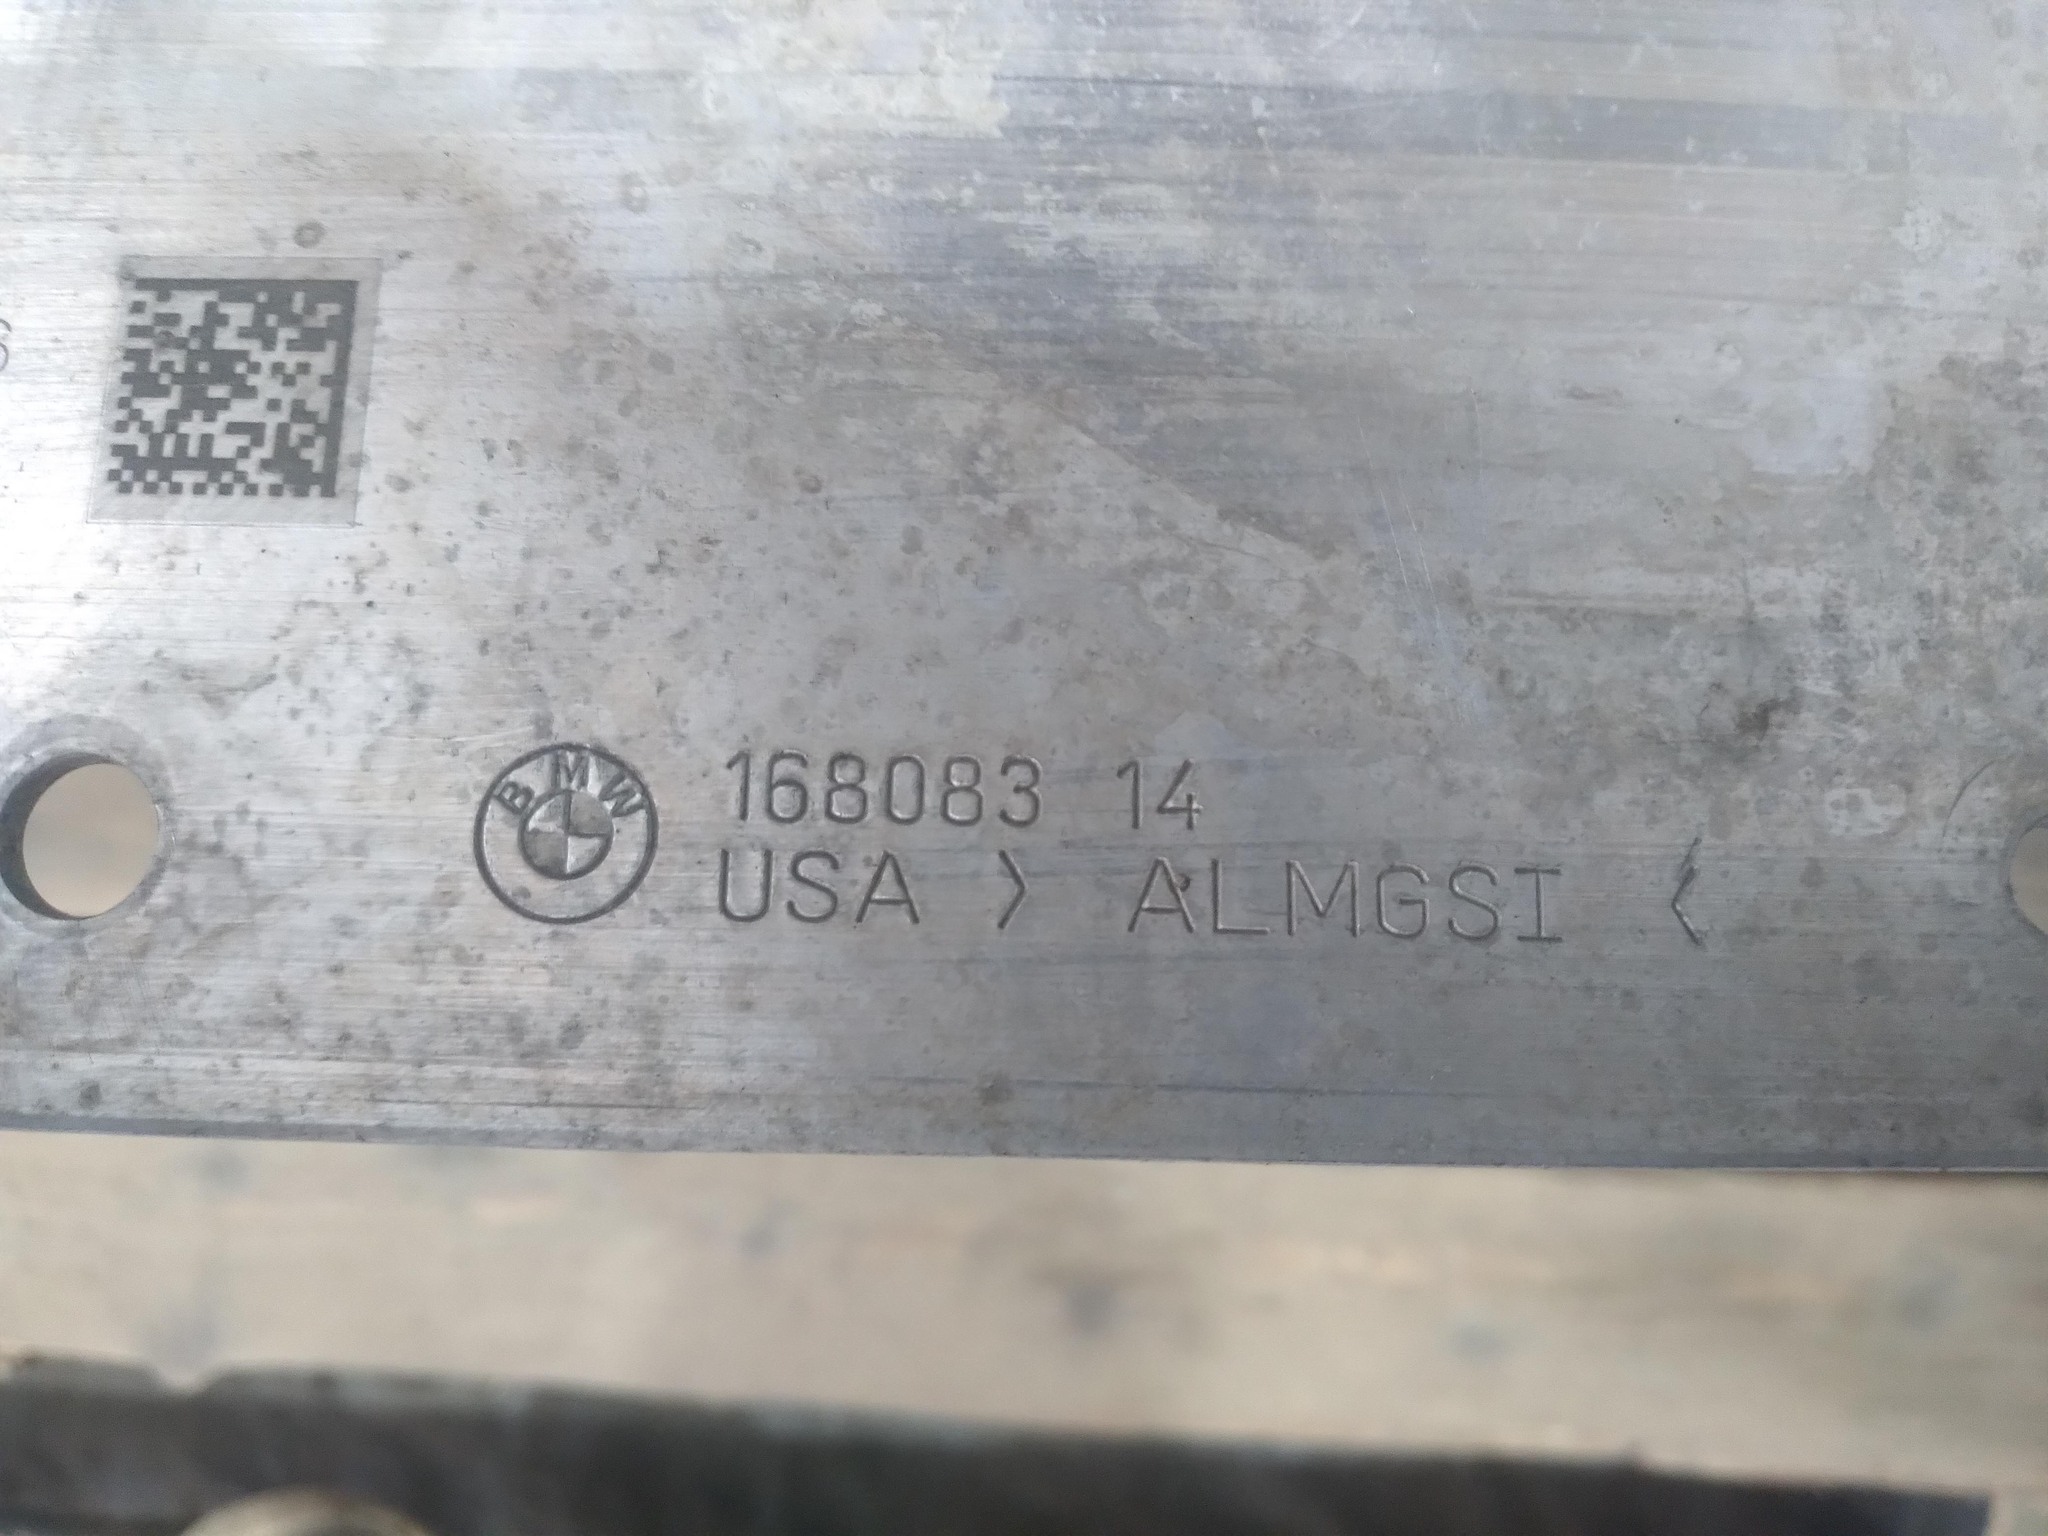 BMW
168083 14
USA > ALMGSI <